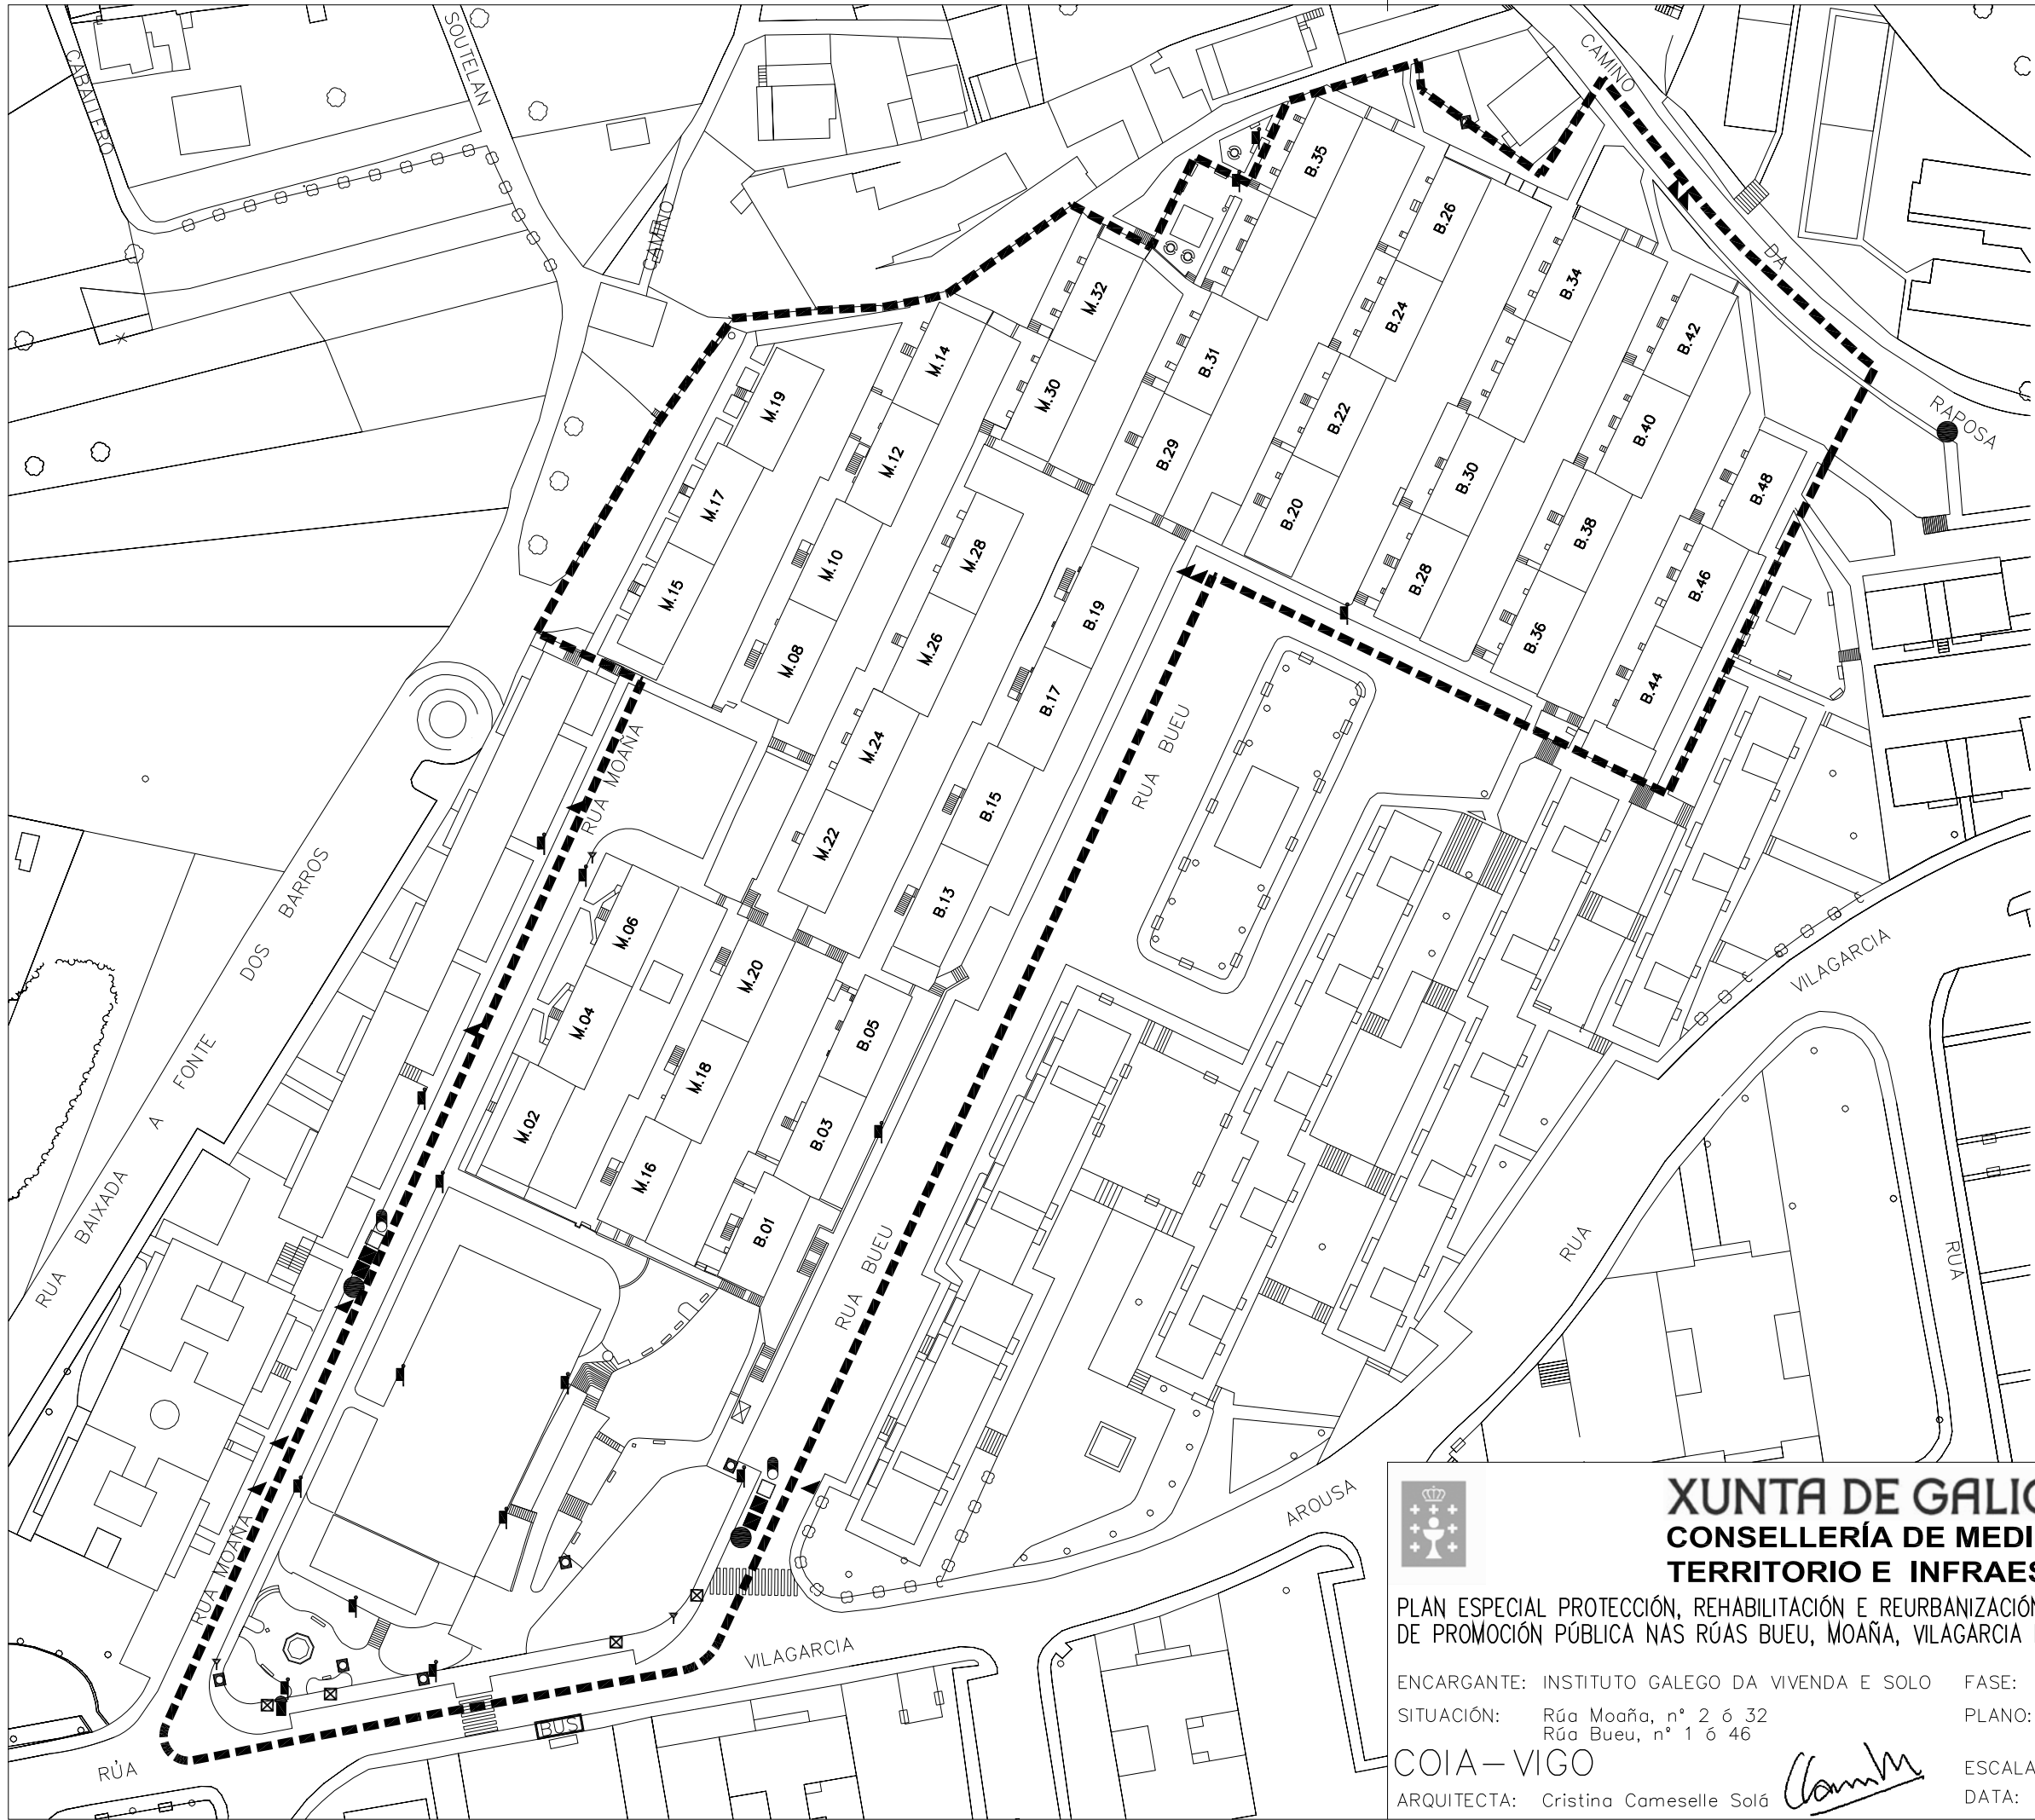 CABALLERO
SOUTELAN
CAMINO
CAMINO
DA
RAPOSA
B.35
B.26
M.32
B.34
B.24
B.42
M.14
B.31
M.30
M.19
B.22
B.40
M.12
B.29
B.30
B.48
M.17
B.20
B.38
M.28
M.10
B.28
B.46
M.15
B.19
B.36
M.26
M.08
B.44
B.17
M.24
RUA MOAÑA
RUA BUEU
B.15
M.22
B.13
M.06
M.20
M.04
B.05
M.18
M.02
B.03
M.16
B.01
RUA BAIXADA A FONTE DOS BARROS
RUA BUEU
RUA
VILAGARCIA
RUA
RUA MOAÑA
AROUSA
VILAGARCIA
BUS
RÚA
XUNTA DE GALIC
CONSELLERÍA DE MEDI
TERRITORIO E INFRAES
PLAN ESPECIAL PROTECCIÓN, REHABILITACIÓN E REURBANIZACIÓN
DE PROMOCIÓN PÚBLICA NAS RÚAS BUEU, MOAÑA, VILAGARCIA
ENCARGANTE: INSTITUTO GALEGO DA VIVENDA E SOLO FASE:
SITUACIÓN: Rúa Moaña, nº 2 ó 32 PLANO:
Rúa Bueu, nº 1 ó 46
COIA-VIGO
ESCALA
ARQUITECTA: Cristina Cameselle Solá DATA: